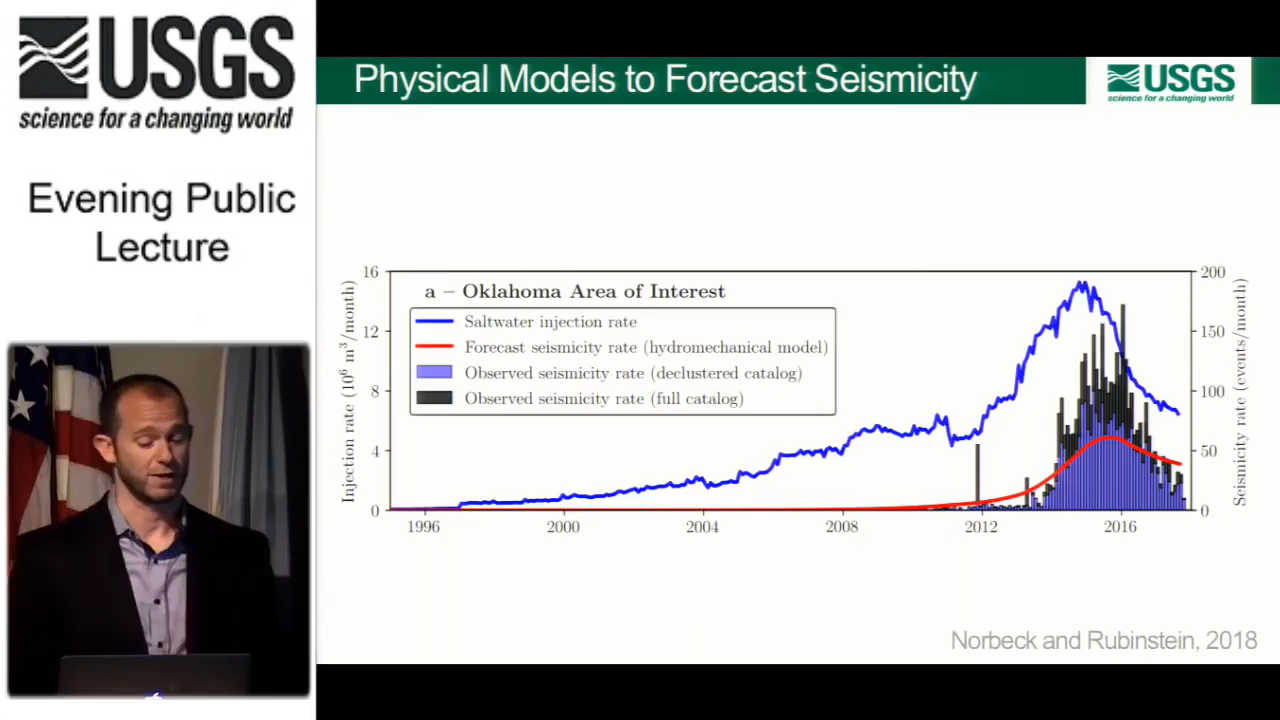 USGS
science for a changing world
Evening Public
Lecture
Physical Models to Forecast Seismicity
USGS
science for a changing world
a – Oklahoma Area of Interest
Saltwater injection rate
Forecast seismicity rate (hydromechanical model)
Observed seismicity rate (declustered catalog)
Observed seismicity rate (full catalog)
Injection rate (10⁶ m³/month)
16
12
8
4
0
1996
2000
2004
2008
2012
2016
200
150
100
50
0
Seismicity rate (events/month)
Norbeck and Rubinstein, 2018